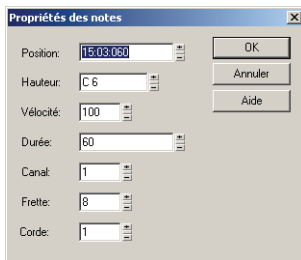 Propriétés des notes
Position: 15:03:060
Hauteur: C 6
Vélocité: 100
Durée: 60
Canal: 1
Frette: 8
Corde: 1
OK
Annuler
Aide